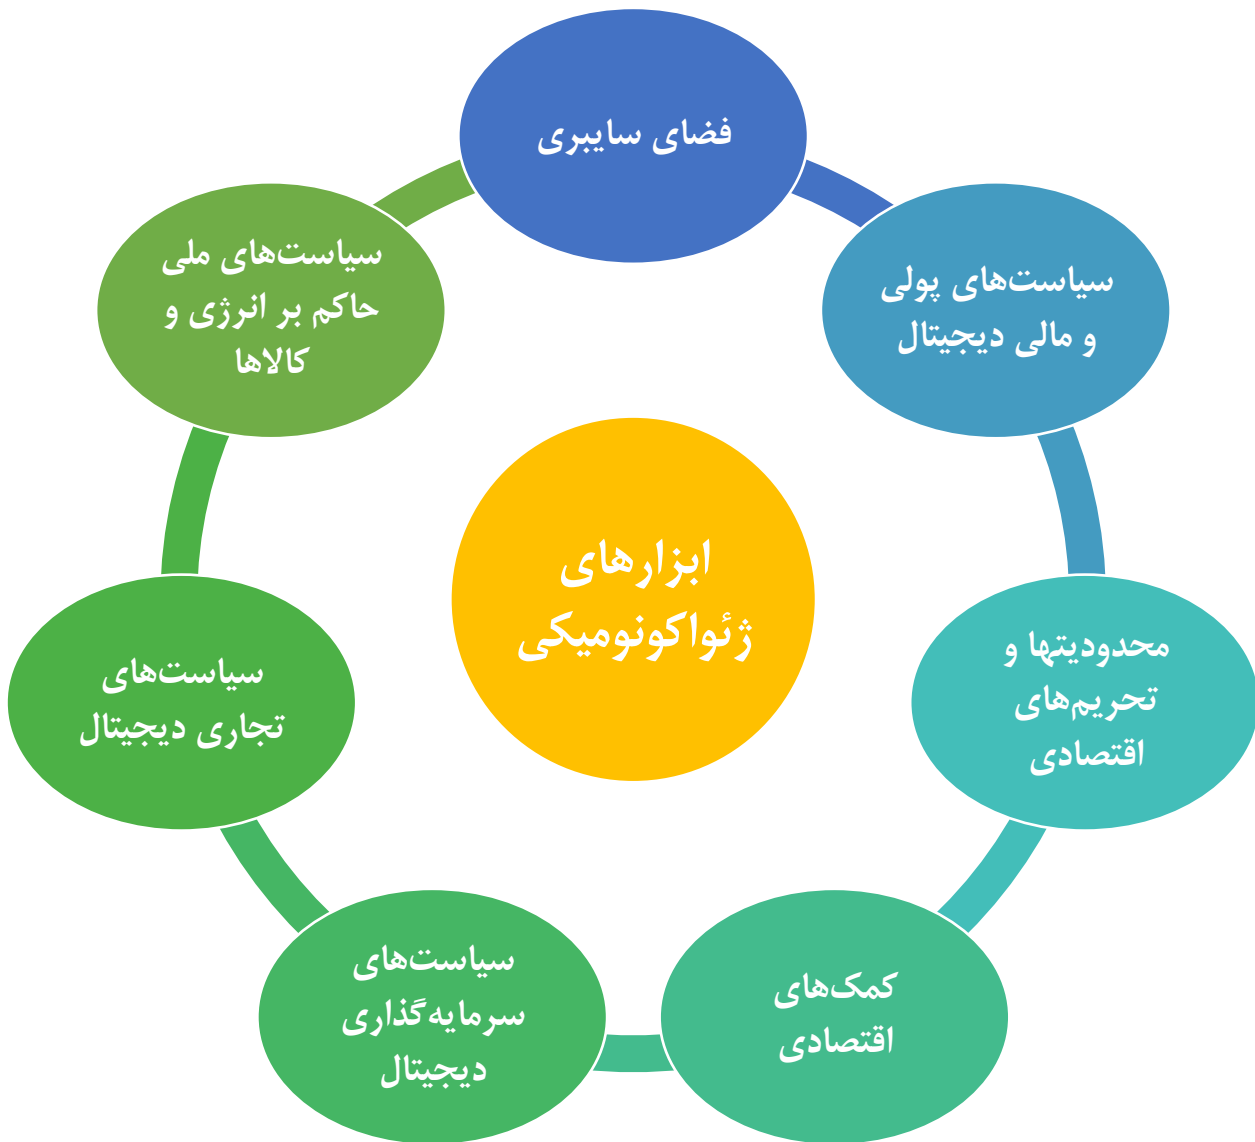 فضای سایبری
سیاست‌های پولی
و مالی دیجیتال
محدودیتها و
تحریم‌های
اقتصادی
کمک‌های
اقتصادی
سیاست‌های
سرمایه‌گذاری
دیجیتال
سیاست‌های
تجاری دیجیتال
سیاست‌های ملی
حاکم بر انرژی و
کالاها
ابزارهای
ژئواکونومیکی